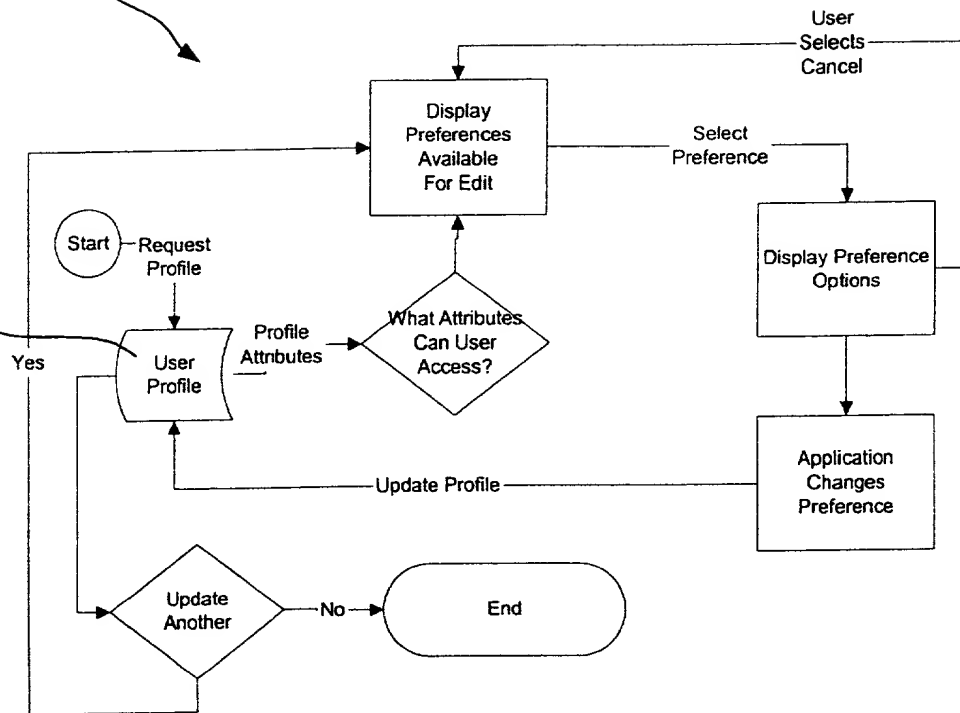 User
Selects
Cancel
Display
Preferences
Available
For Edit
Select
Preference
Start
Request
Profile
Display Preference
Options
What Attributes
Can User
Access?
Profile
Attributes
User
Profile
Yes
Application
Changes
Preference
Update Profile
Update
Another
No
End